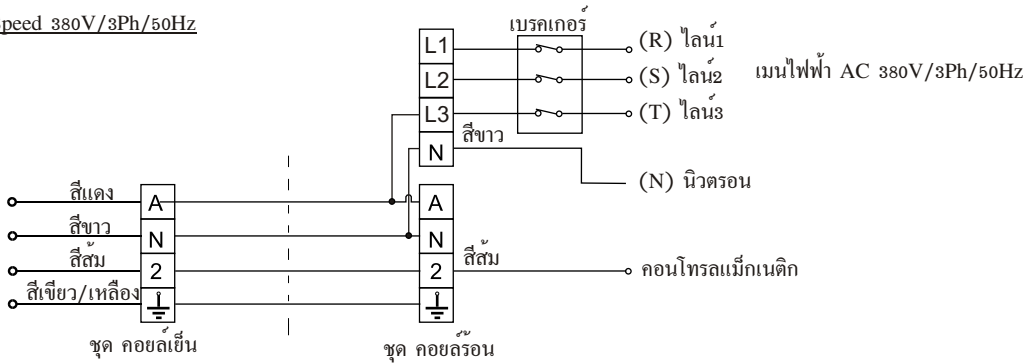 Speed 380V/3Ph/50Hz
เบรคเกอร์
L1 (R) ไลน์1
L2 (S) ไลน์2 เมนไฟฟ้า AC 380V/3Ph/50Hz
L3 (T) ไลน์3
N สีขาว
(N) นิวตรอน
สีแดง A A
สีขาว N N
สีส้ม 2 2 สีส้ม คอนโทรลแม็กเนติก
สีเขียว/เหลือง
ชุด คอยล์เย็น ชุด คอยล์ร้อน